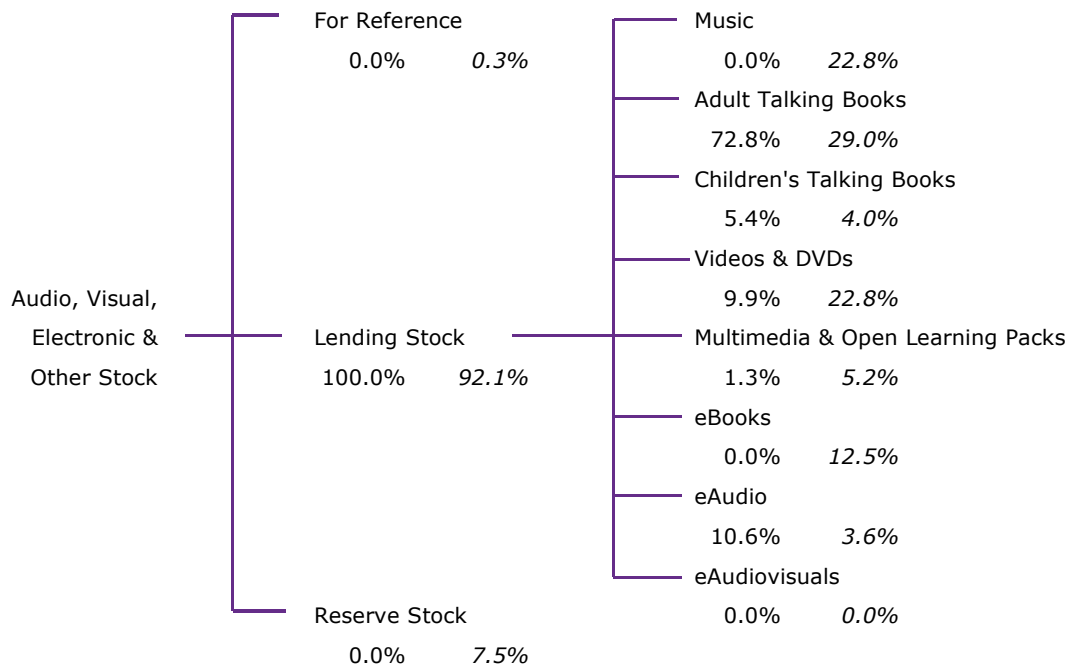 Audio, Visual,
Electronic &
Other Stock
For Reference
0.0% 0.3%
Lending Stock
100.0% 92.1%
Reserve Stock
0.0% 7.5%
Music
0.0% 22.8%
Adult Talking Books
72.8% 29.0%
Children's Talking Books
5.4% 4.0%
Videos & DVDs
9.9% 22.8%
Multimedia & Open Learning Packs
1.3% 5.2%
eBooks
0.0% 12.5%
eAudio
10.6% 3.6%
eAudiovisuals
0.0% 0.0%